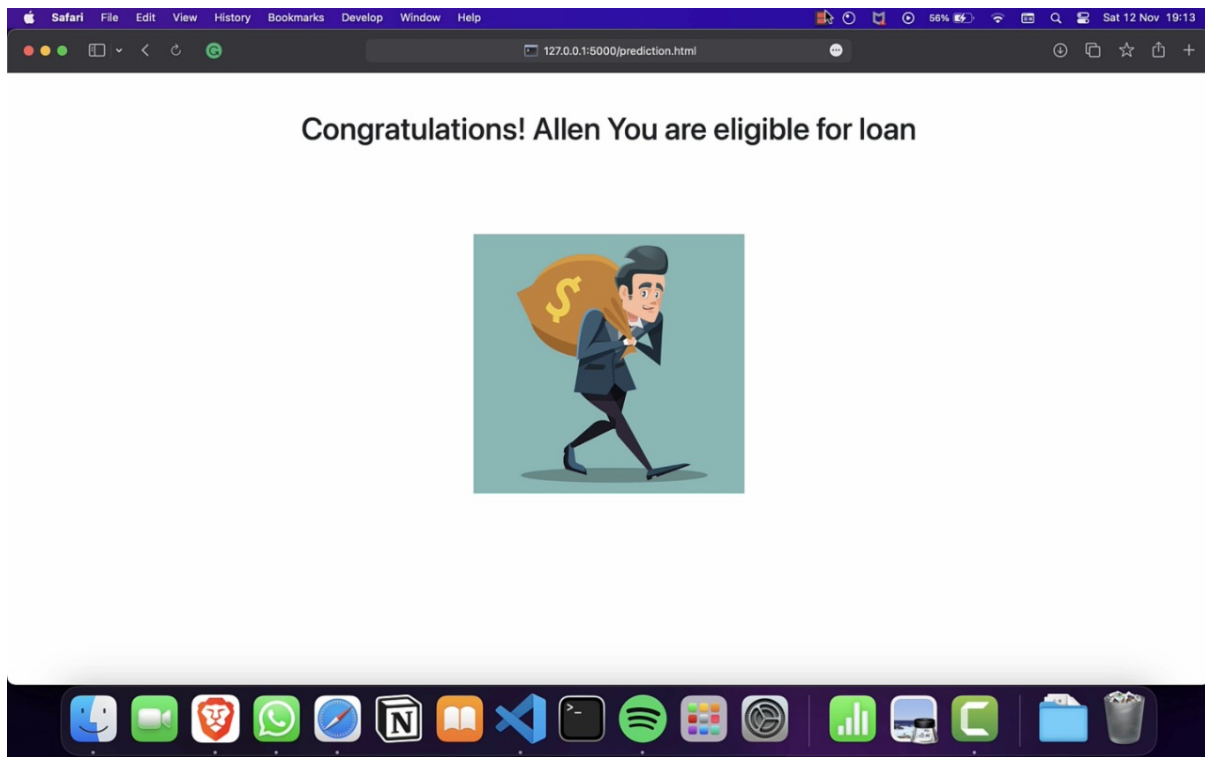 Safari File Edit View History Bookmarks Develop Window Help 56% Sat 12 Nov 19:13
127.0.0.1:5000/prediction.html
Congratulations! Allen You are eligible for loan
$